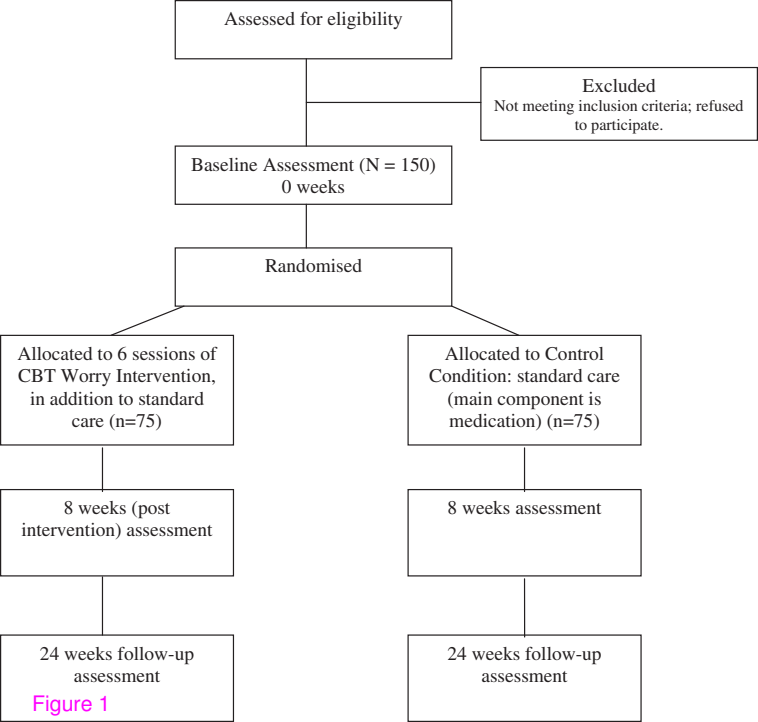 Assessed for eligibility
Excluded
Not meeting inclusion criteria; refused
to participate.
Baseline Assessment (N = 150)
0 weeks
Randomised
Allocated to 6 sessions of
CBT Worry Intervention,
in addition to standard
care (n=75)
Allocated to Control
Condition: standard care
(main component is
medication) (n=75)
8 weeks (post
intervention) assessment
8 weeks assessment
24 weeks follow-up
assessment
24 weeks follow-up
assessment
Figure 1